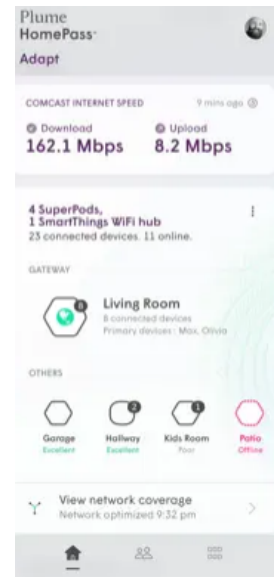 Plume
HomePass™
Adapt
COMCAST INTERNET SPEED 9 mins ago
Download Upload
162.1 Mbps 8.2 Mbps
4 SuperPods,
1 SmartThings WiFi hub
23 connected devices. 11 online.
GATEWAY
8
Living Room
8 connected devices
Primary devices: Max, Olivia
OTHERS
2 1
Garage Hallway Kids Room Patio
Excellent Excellent Poor Offline
View network coverage
Network optimized 9:32 pm